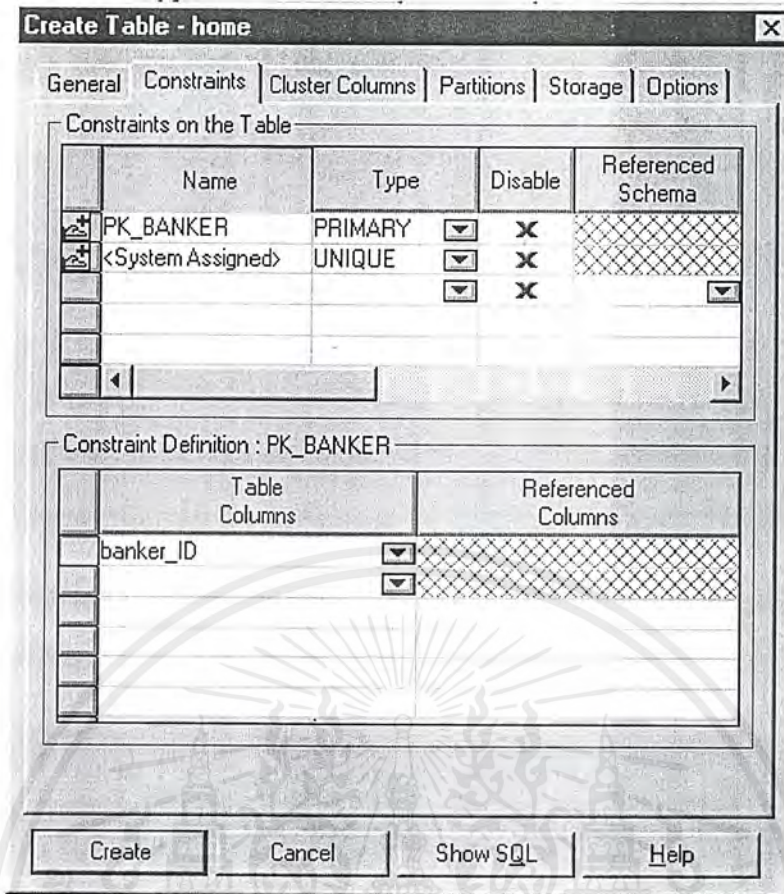 Create Table - home
General Constraints Cluster Columns Partitions Storage Options
Constraints on the Table
Name Type Disable Referenced Schema
PK_BANKER PRIMARY
<System Assigned> UNIQUE
Constraint Definition : PK_BANKER
Table Columns Referenced Columns
banker_ID
Create Cancel Show SQL Help